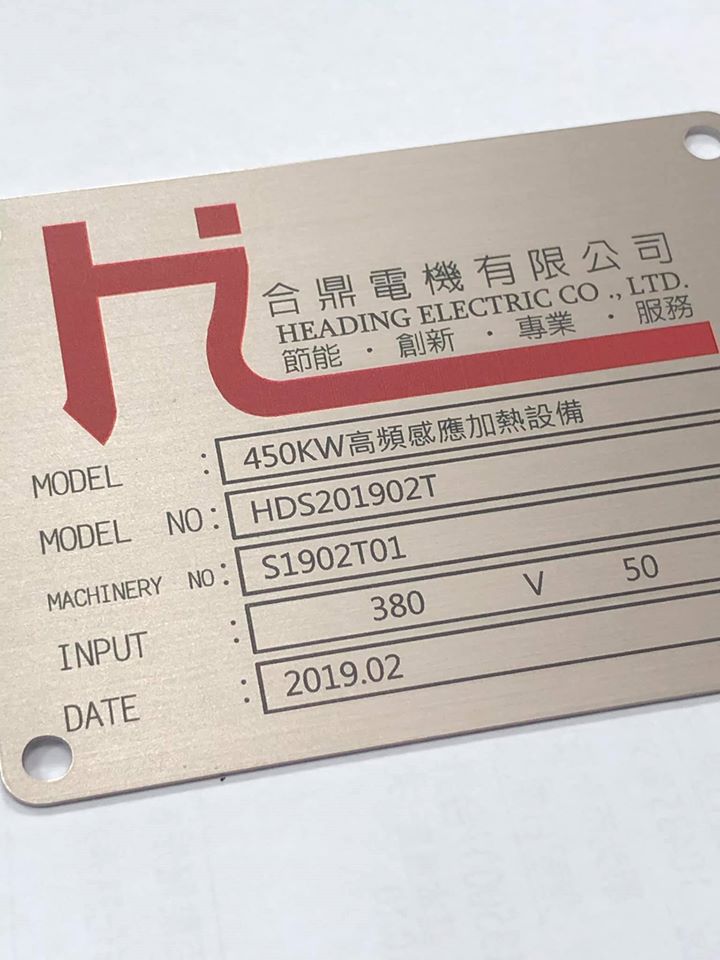 合鼎電機有限公司
HEADING ELECTRIC CO ., LTD.
節能 · 創新 · 專業 · 服務
MODEL : 450KW高頻感應加熱設備
MODEL NO : HDS201902T
MACHINERY NO : S1902T01
INPUT : 380 V 50
DATE : 2019.02